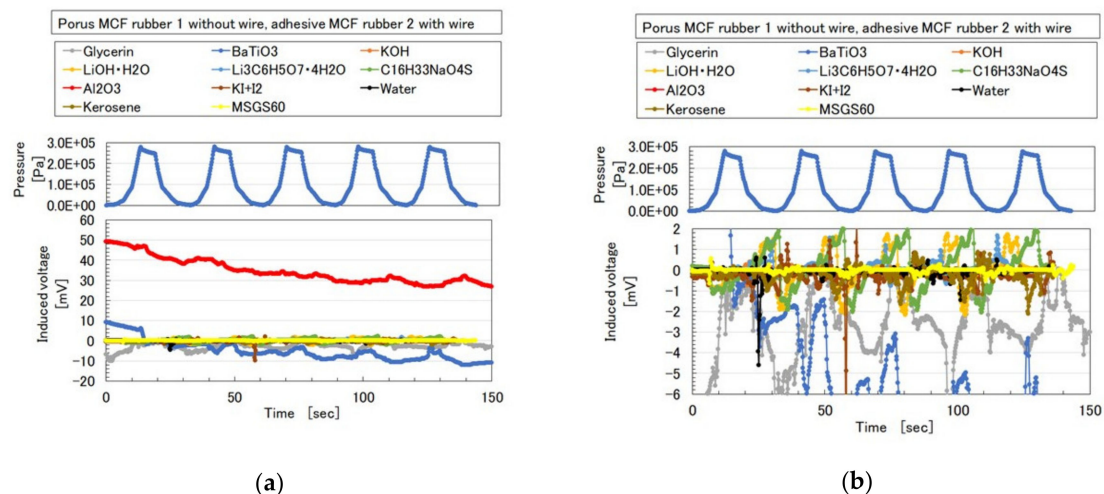 Porus MCF rubber 1 without wire, adhesive MCF rubber 2 with wire
Glycerin BaTiO3 KOH
LiOH・H2O Li3C6H5O7・4H2O C16H33NaO4S
Al2O3 KI+I2 Water
Kerosene MSGS60
Pressure [Pa]
3.0E+05
2.0E+05
1.0E+05
0.0E+00
Induced voltage [mV]
60
50
40
30
20
10
0
-10
-20
0 50 100 150
Time [sec]
(a)
Porus MCF rubber 1 without wire, adhesive MCF rubber 2 with wire
Glycerin BaTiO3 KOH
LiOH・H2O Li3C6H5O7・4H2O C16H33NaO4S
Al2O3 KI+I2 Water
Kerosene MSGS60
Pressure [Pa]
3.0E+05
2.0E+05
1.0E+05
0.0E+00
Induced voltage [mV]
2
1
0
-1
-2
-3
-4
-5
-6
0 50 100 150
Time [sec]
(b)